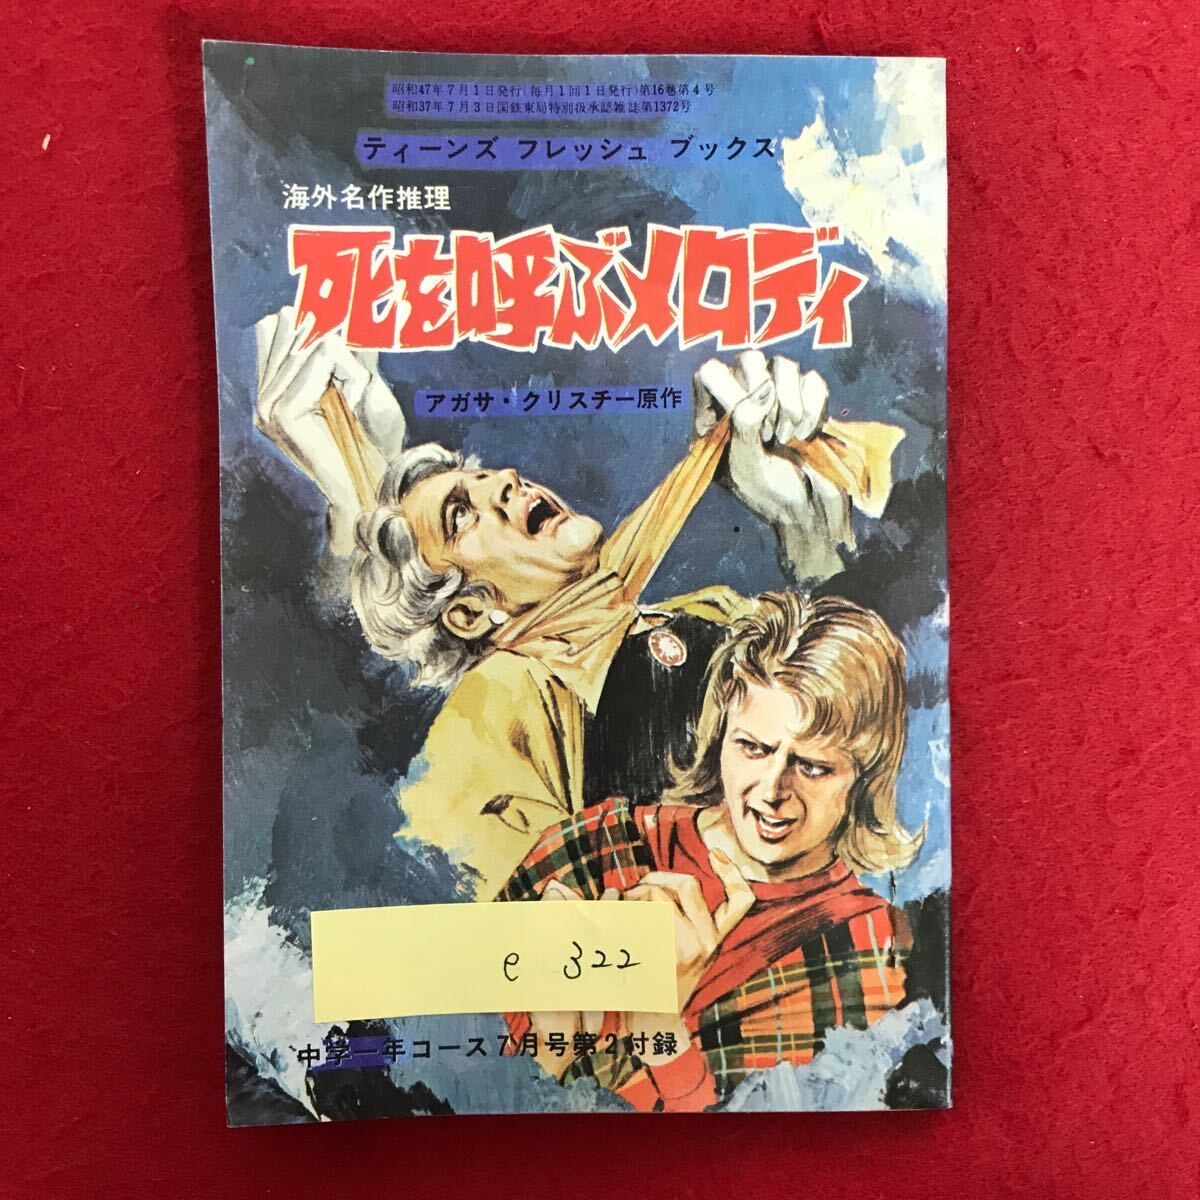 昭和47年7月1日発行(毎月1回1日発行)第16巻第4号
昭和37年7月3日国鉄東局特別扱承認雑誌第1372号
ティーンズ フレッシュ ブックス
海外名作推理
死を呼ぶメロディ
アガサ・クリスチー原作
e 322
中学一年コース7月号第2付録